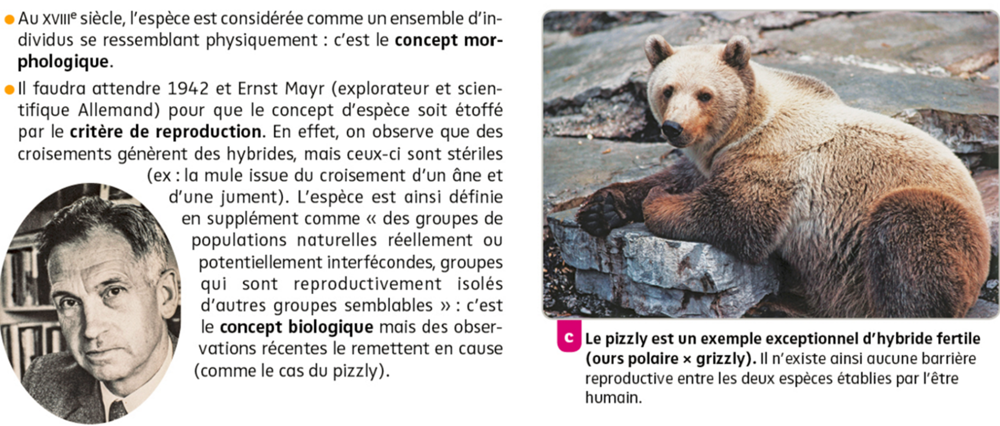 Au XVIIIe siècle, l'espèce est considérée comme un ensemble d'in-
dividus se ressemblant physiquement : c'est le concept mor-
phologique.
Il faudra attendre 1942 et Ernst Mayr (explorateur et scien-
tifique Allemand) pour que le concept d'espèce soit étoffé
par le critère de reproduction. En effet, on observe que des
croisements génèrent des hybrides, mais ceux-ci sont stériles
(ex : la mule issue du croisement d'un âne et
d'une jument). L'espèce est ainsi définie
en supplément comme « des groupes de
populations naturelles réellement ou
potentiellement interfécondes, groupes
qui sont reproductivement isolés
d'autres groupes semblables » : c'est
le concept biologique mais des obser-
vations récentes le remettent en cause
(comme le cas du pizzly).
c
Le pizzly est un exemple exceptionnel d'hybride fertile
(ours polaire × grizzly). Il n'existe ainsi aucune barrière
reproductive entre les deux espèces établies par l'être
humain.